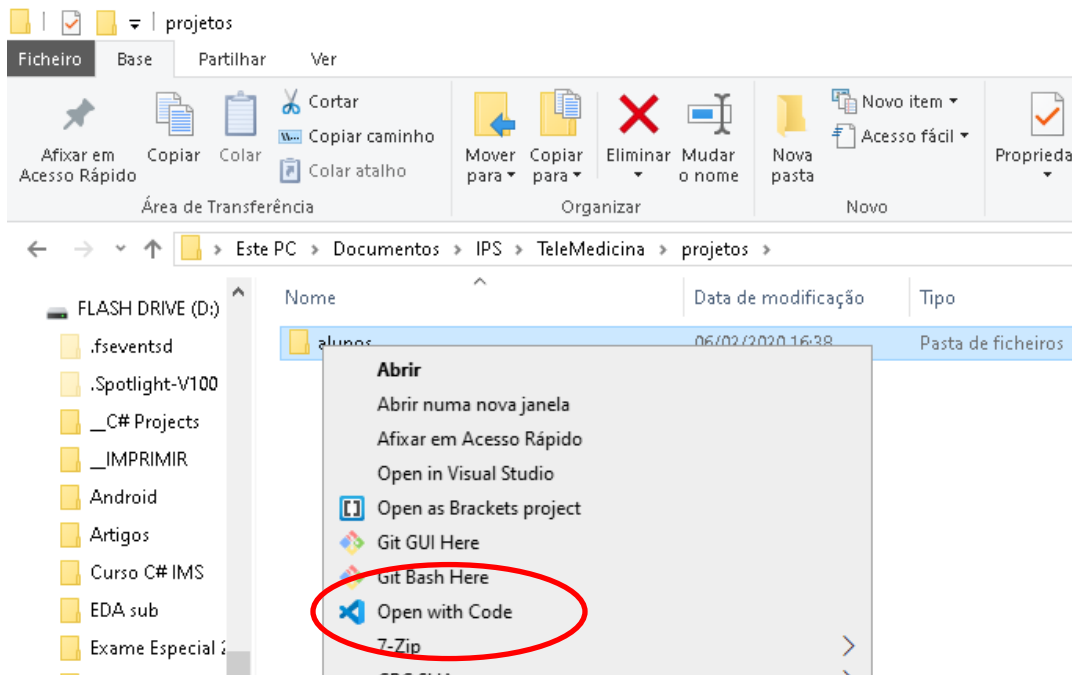 projetos
Ficheiro Base Partilhar Ver
Afixar em Acesso Rápido
Copiar
Colar
Cortar
Copiar caminho
Colar atalho
Área de Transferência
Mover para
Copiar para
Eliminar
Mudar o nome
Organizar
Nova pasta
Novo item
Acesso fácil
Novo
Proprieda
Este PC > Documentos > IPS > TeleMedicina > projetos >
FLASH DRIVE (D:)
.fseventsd
.Spotlight-V100
__C# Projects
__IMPRIMIR
Android
Artigos
Curso C# IMS
EDA sub
Exame Especial 2
Nome Data de modificação Tipo
alunos 06/02/2020 16:38 Pasta de ficheiros
Abrir
Abrir numa nova janela
Afixar em Acesso Rápido
Open in Visual Studio
Open as Brackets project
Git GUI Here
Git Bash Here
Open with Code
7-Zip